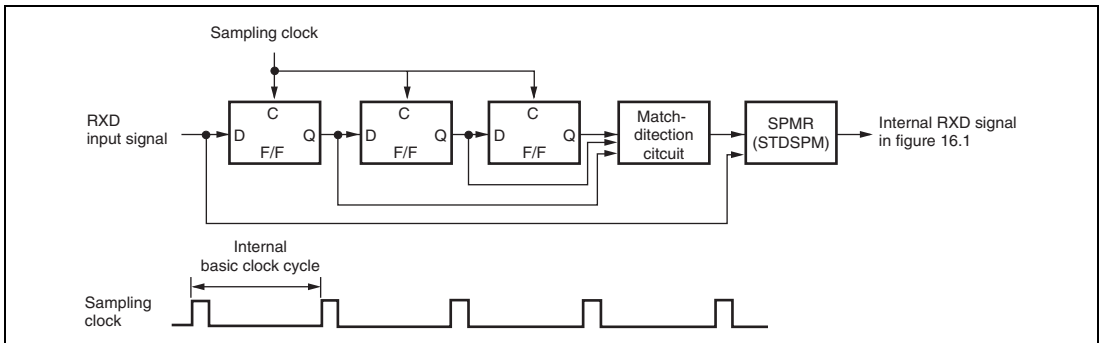 Sampling clock
RXD
input signal
C
D
Q
F/F
C
D
Q
F/F
C
D
Q
F/F
Match-
ditection
citcuit
SPMR
(STDSPM)
Internal RXD signal
in figure 16.1
Internal
basic clock cycle
Sampling
clock